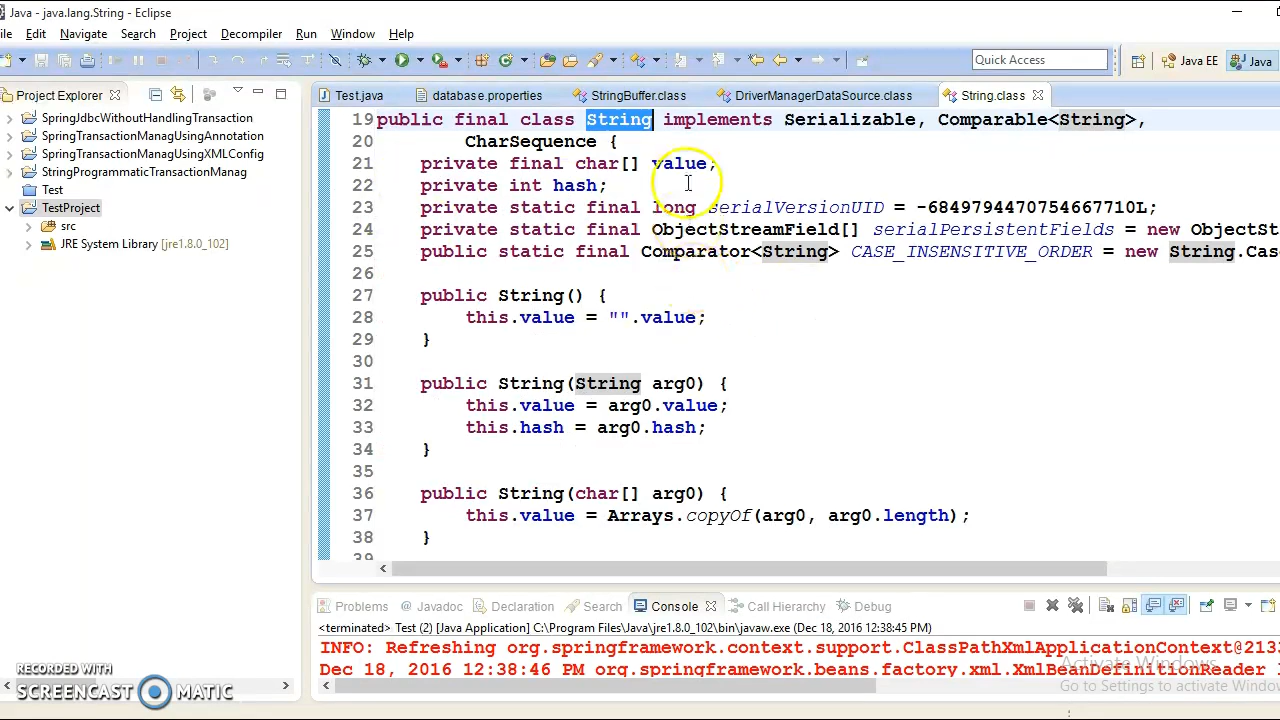 Java - java.lang.String - Eclipse
ile Edit Navigate Search Project Decompiler Run Window Help
Quick Access
Java EE
Java
Project Explorer
Test.java
database.properties
StringBuffer.class
DriverManagerDataSource.class
String.class
SpringJdbcWithoutHandlingTransaction
SpringTransactionManagUsingAnnotation
SpringTransactionManagUsingXMLConfig
StringProgrammaticTransactionManag
Test
TestProject
src
JRE System Library [jre1.8.0_102]
19 public final class String implements Serializable, Comparable<String>,
20 CharSequence {
21 private final char[] value;
22 private int hash;
23 private static final long serialVersionUID = -6849794470754667710L;
24 private static final ObjectStreamField[] serialPersistentFields = new ObjectSt
25 public static final Comparator<String> CASE_INSENSITIVE_ORDER = new String.Cas
26
27 public String() {
28 this.value = "".value;
29 }
30
31 public String(String arg0) {
32 this.value = arg0.value;
33 this.hash = arg0.hash;
34 }
35
36 public String(char[] arg0) {
37 this.value = Arrays.copyOf(arg0, arg0.length);
38 }
39
Problems @ Javadoc Declaration Search Console Call Hierarchy Debug
<terminated> Test (2) [Java Application] C:\Program Files\Java\jre1.8.0_102\bin\javaw.exe (Dec 18, 2016 12:38:45 PM)
INFO: Refreshing org.springframework.context.support.ClassPathXmlApplicationContext@213
Dec 18, 2016 12:38:46 PM org.springframework.beans.factory.xml.XmlBeanDefinitionReader
Activate Windows
Go to Settings to activate Windows
RECORDED WITH
SCREENCAST MATIC